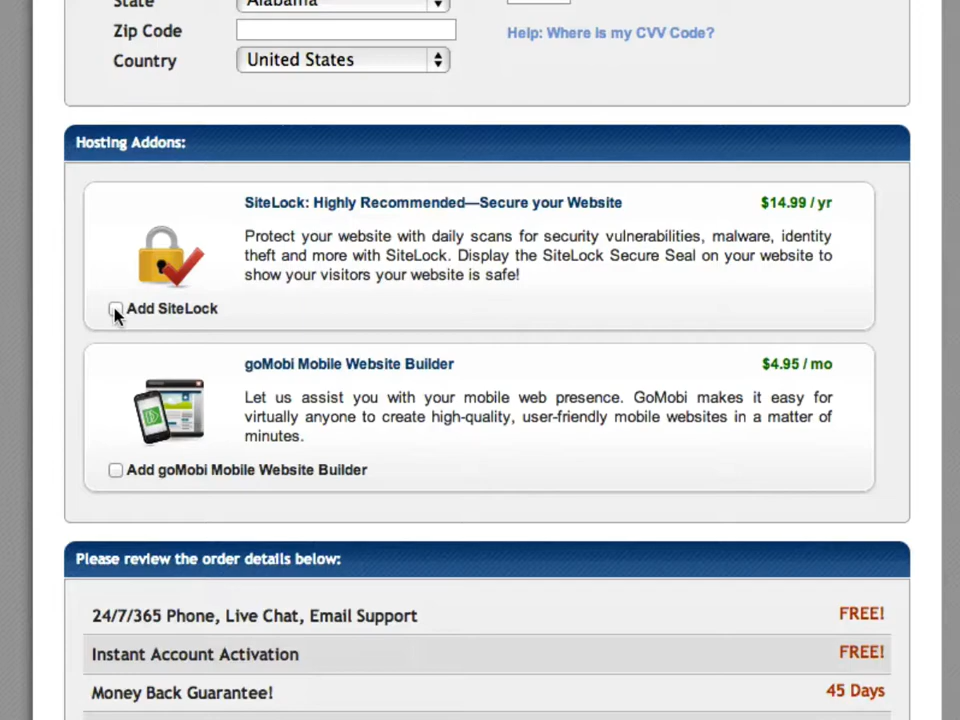 State
Alabama
Zip Code
Help: Where is my CVV Code?
Country
United States
Hosting Addons:
SiteLock: Highly Recommended—Secure your Website
$14.99 / yr
Protect your website with daily scans for security vulnerabilities, malware, identity
theft and more with SiteLock. Display the SiteLock Secure Seal on your website to
show your visitors your website is safe!
Add SiteLock
goMobi Mobile Website Builder
$4.95 / mo
Let us assist you with your mobile web presence. GoMobi makes it easy for
virtually anyone to create high-quality, user-friendly mobile websites in a matter of
minutes.
Add goMobi Mobile Website Builder
Please review the order details below:
24/7/365 Phone, Live Chat, Email Support
FREE!
Instant Account Activation
FREE!
Money Back Guarantee!
45 Days